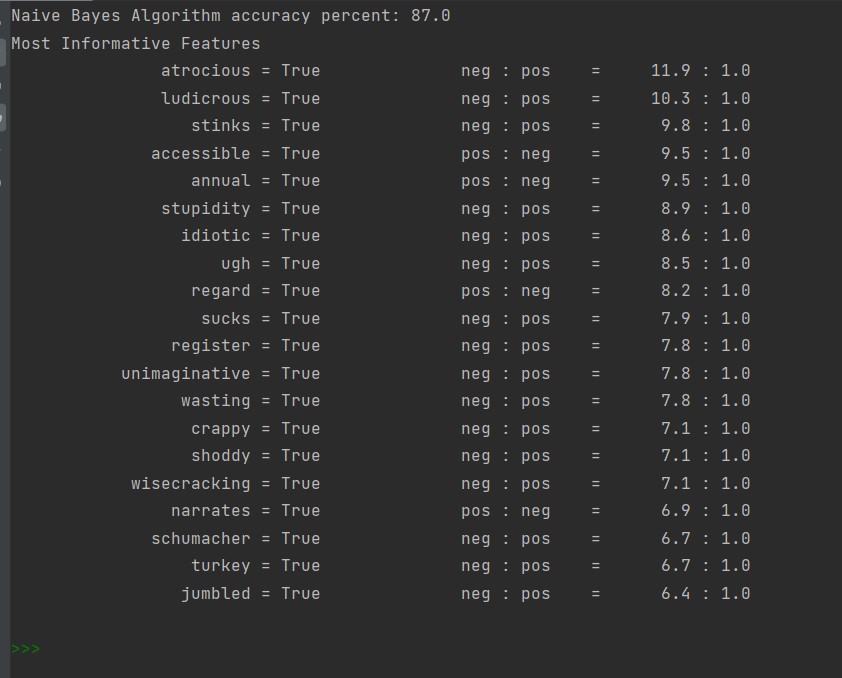 Naive Bayes Algorithm accuracy percent: 87.0
Most Informative Features
atrocious = True neg : pos = 11.9 : 1.0
ludicrous = True neg : pos = 10.3 : 1.0
stinks = True neg : pos = 9.8 : 1.0
accessible = True pos : neg = 9.5 : 1.0
annual = True pos : neg = 9.5 : 1.0
stupidity = True neg : pos = 8.9 : 1.0
idiotic = True neg : pos = 8.6 : 1.0
ugh = True neg : pos = 8.5 : 1.0
regard = True pos : neg = 8.2 : 1.0
sucks = True neg : pos = 7.9 : 1.0
register = True neg : pos = 7.8 : 1.0
unimaginative = True neg : pos = 7.8 : 1.0
wasting = True neg : pos = 7.8 : 1.0
crappy = True neg : pos = 7.1 : 1.0
shoddy = True neg : pos = 7.1 : 1.0
wisecracking = True neg : pos = 7.1 : 1.0
narrates = True pos : neg = 6.9 : 1.0
schumacher = True neg : pos = 6.7 : 1.0
turkey = True neg : pos = 6.7 : 1.0
jumbled = True neg : pos = 6.4 : 1.0
>>>